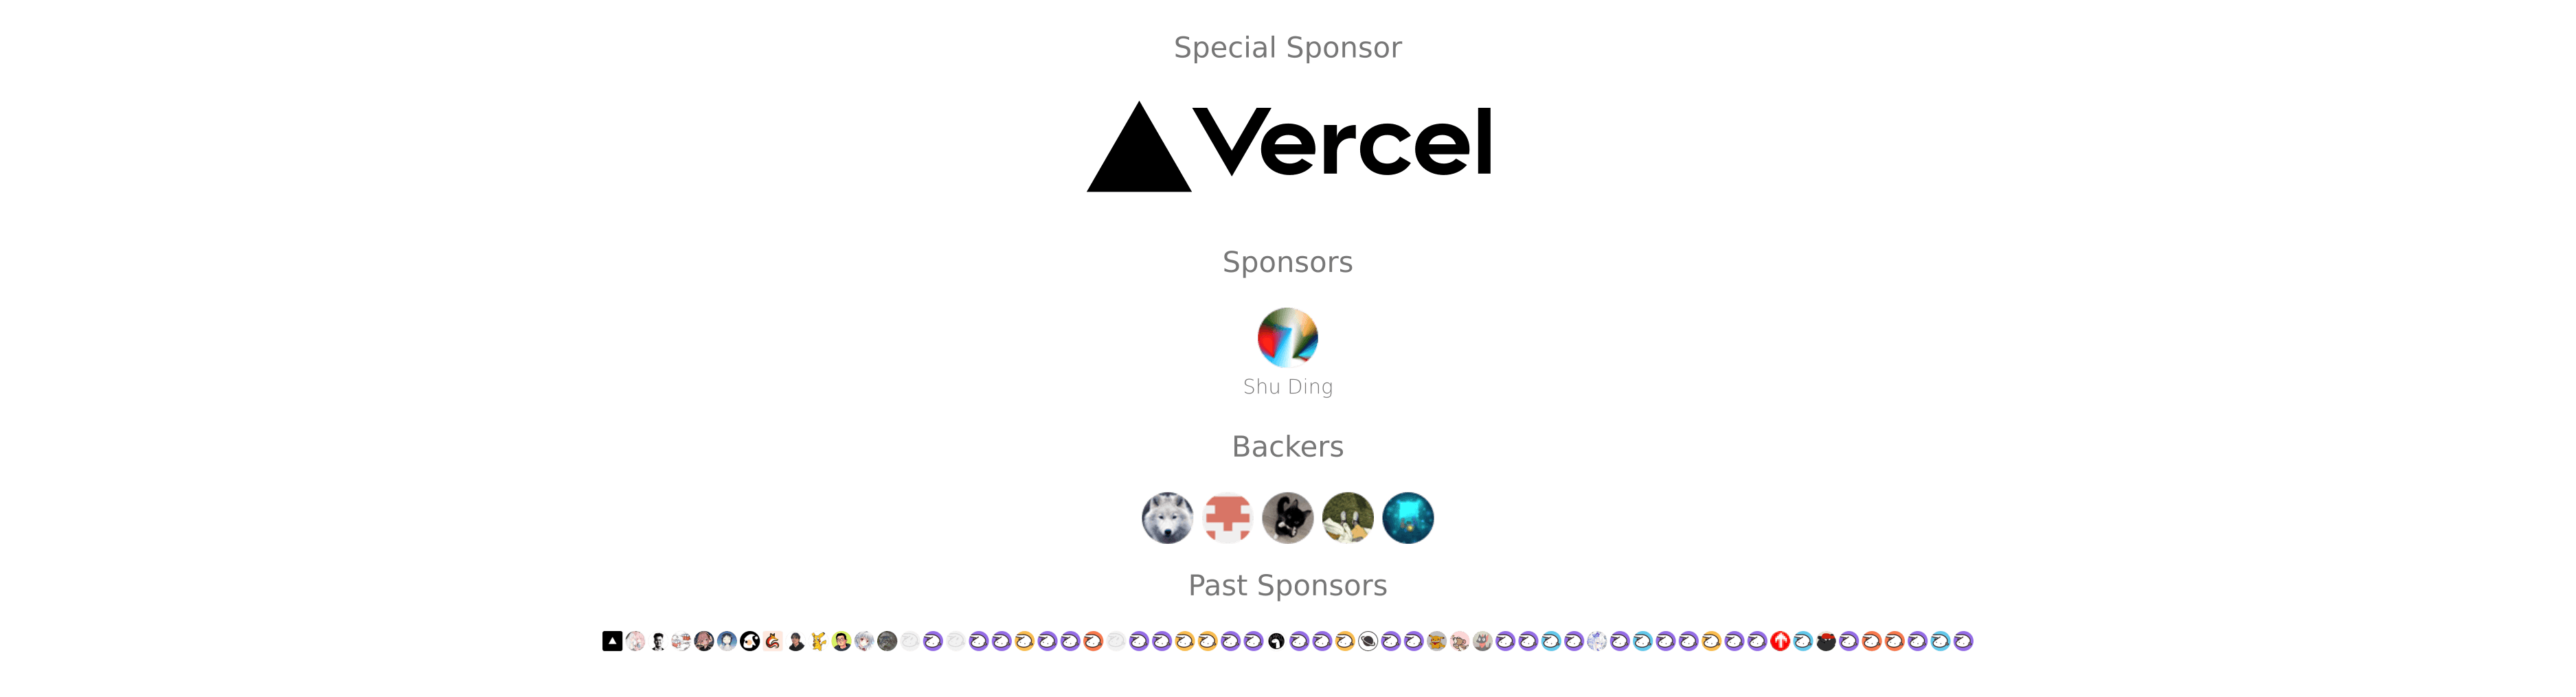 Special Sponsor
Vercel
Sponsors
Shu Ding
Backers
Past Sponsors